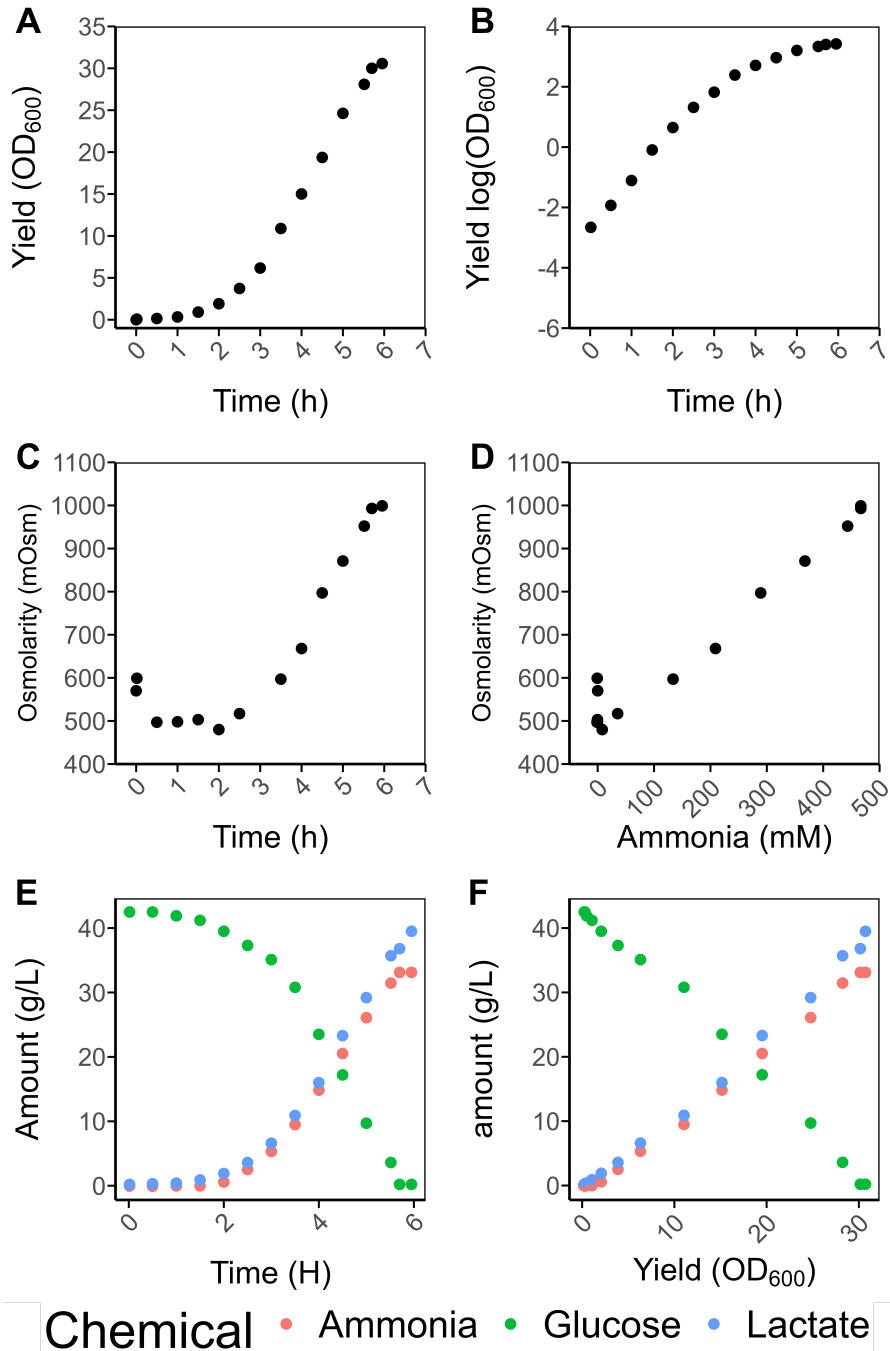 A
Yield (OD600)
35
30
25
20
15
10
5
0
0 1 2 3 4 5 6 7
Time (h)
B
Yield log(OD600)
4
2
0
-2
-4
-6
0 1 2 3 4 5 6 7
Time (h)
C
Osmolarity (mOsm)
1100
1000
900
800
700
600
500
400
0 1 2 3 4 5 6 7
Time (h)
D
Osmolarity (mOsm)
1100
1000
900
800
700
600
500
400
0 100 200 300 400 500
Ammonia (mM)
E
Amount (g/L)
40
30
20
10
0
0 2 4 6
Time (H)
F
amount (g/L)
40
30
20
10
0
0 10 20 30
Yield (OD600)
Chemical Ammonia Glucose Lactate